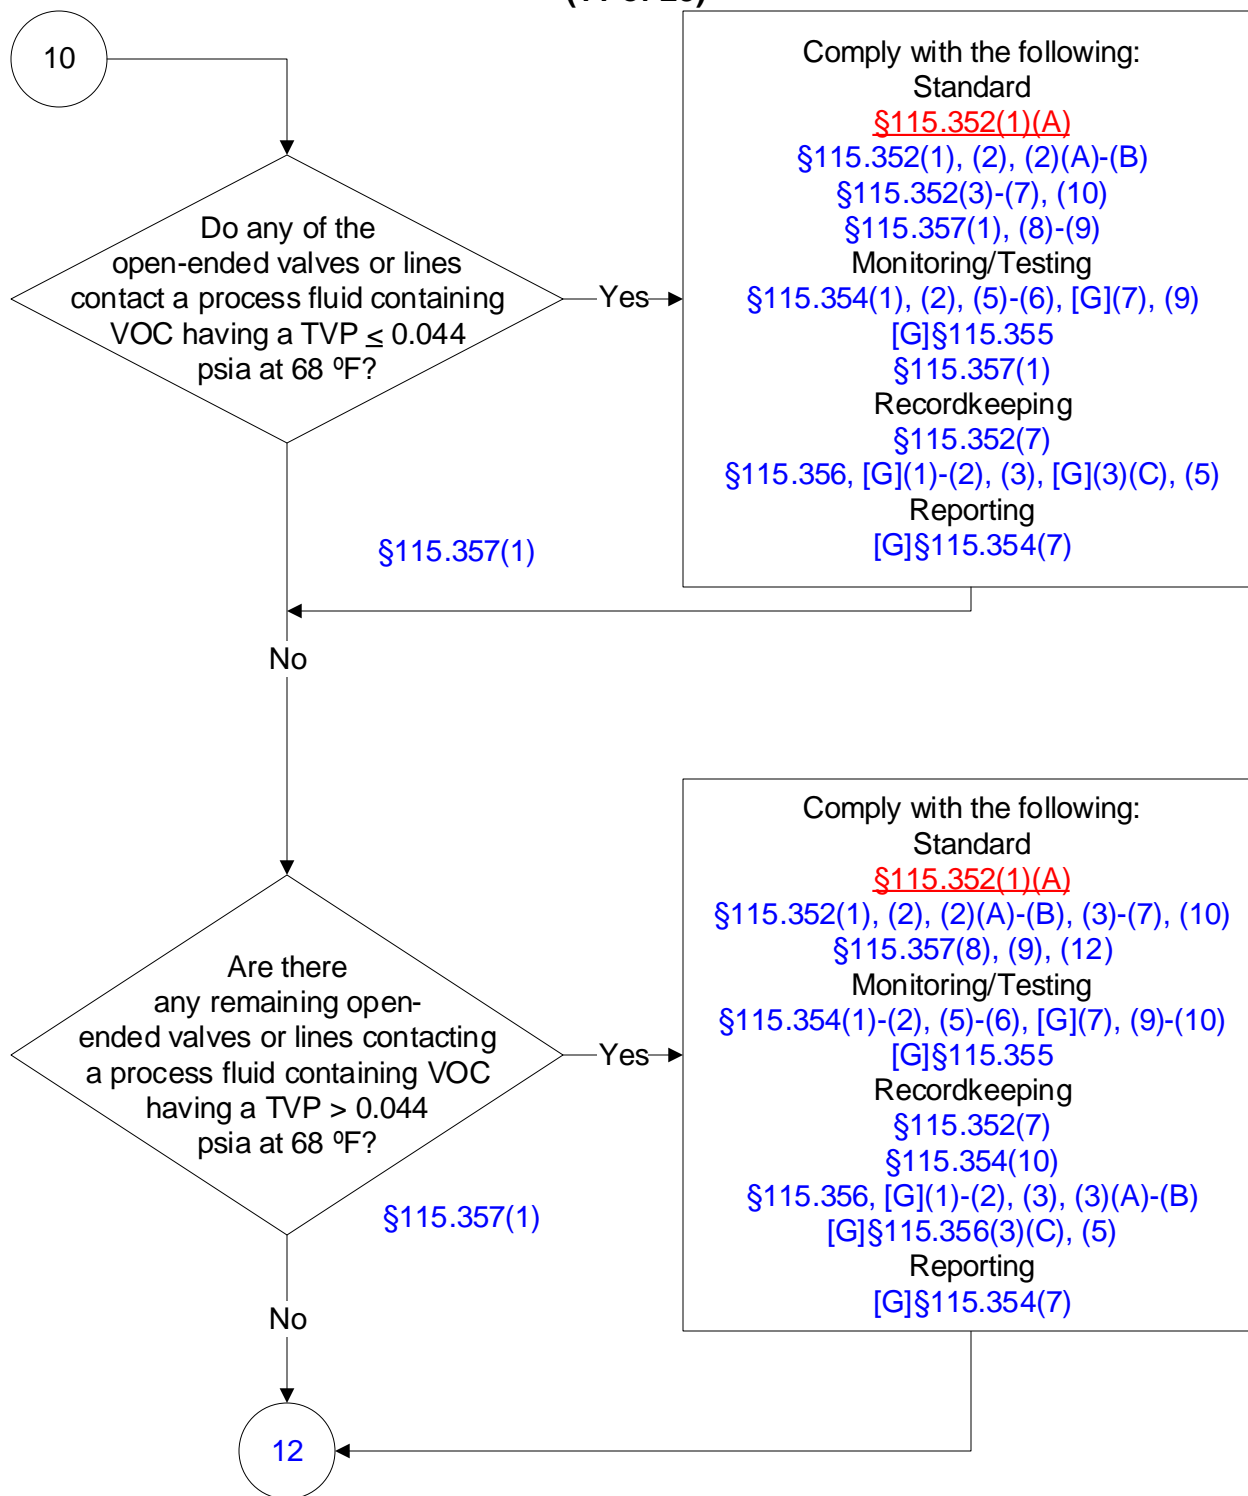 10
Comply with the following:
Standard
§115.352(1)(A)
§115.352(1), (2), (2)(A)-(B)
§115.352(3)-(7), (10)
§115.357(1), (8)-(9)
Monitoring/Testing
§115.354(1), (2), (5)-(6), [G](7), (9)
[G]§115.355
§115.357(1)
Recordkeeping
§115.352(7)
§115.356, [G](1)-(2), (3), [G](3)(C), (5)
Reporting
[G]§115.354(7)
Do any of the
open-ended valves or lines
contact a process fluid containing
VOC having a TVP ≤ 0.044
psia at 68 ºF?
Yes
§115.357(1)
No
Comply with the following:
Standard
§115.352(1)(A)
§115.352(1), (2), (2)(A)-(B), (3)-(7), (10)
§115.357(8), (9), (12)
Monitoring/Testing
§115.354(1)-(2), (5)-(6), [G](7), (9)-(10)
[G]§115.355
Recordkeeping
§115.352(7)
§115.354(10)
§115.356, [G](1)-(2), (3), (3)(A)-(B)
[G]§115.356(3)(C), (5)
Reporting
[G]§115.354(7)
Are there
any remaining open-
ended valves or lines contacting
a process fluid containing VOC
having a TVP > 0.044
psia at 68 ºF?
Yes
§115.357(1)
No
12